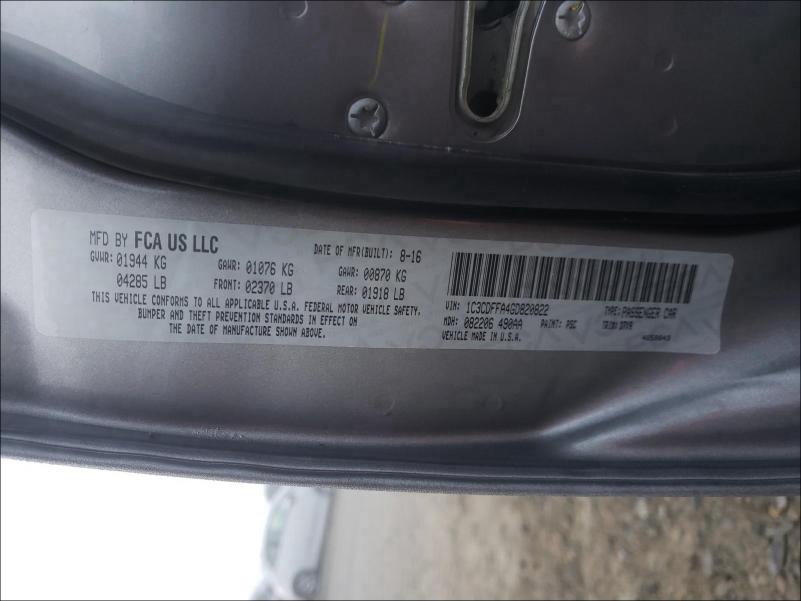 MFD BY FCA US LLC DATE OF MFR(BUILT): 8-16
GVWR: 01944 KG GAWR: 01076 KG GAWR: 00870 KG
04285 LB FRONT: 02370 LB REAR: 01918 LB
THIS VEHICLE CONFORMS TO ALL APPLICABLE U.S.A. FEDERAL MOTOR VEHICLE SAFETY,
BUMPER AND THEFT PREVENTION STANDARDS IN EFFECT ON
THE DATE OF MANUFACTURE SHOWN ABOVE.
VIN: 1C3CDFFA4GD820822 TYPE: PASSENGER CAR
MDH: 082206 490AA PAINT: PSC TRIM: DPX9
VEHICLE MADE IN U.S.A.